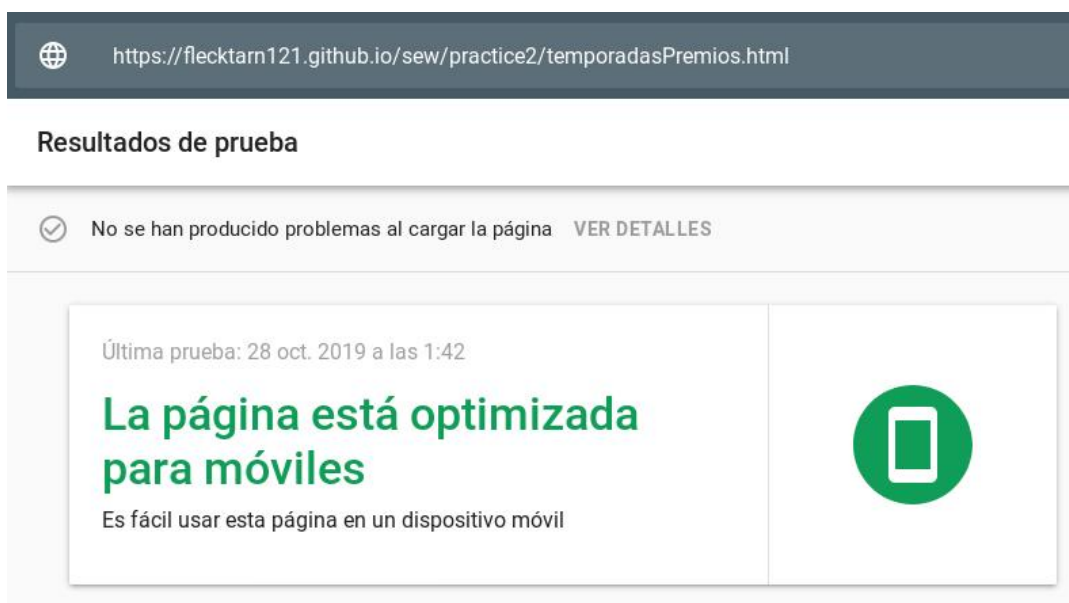 https://flecktarn121.github.io/sew/practice2/temporadasPremios.html
Resultados de prueba
No se han producido problemas al cargar la página VER DETALLES
Última prueba: 28 oct. 2019 a las 1:42
La página está optimizada
para móviles
Es fácil usar esta página en un dispositivo móvil